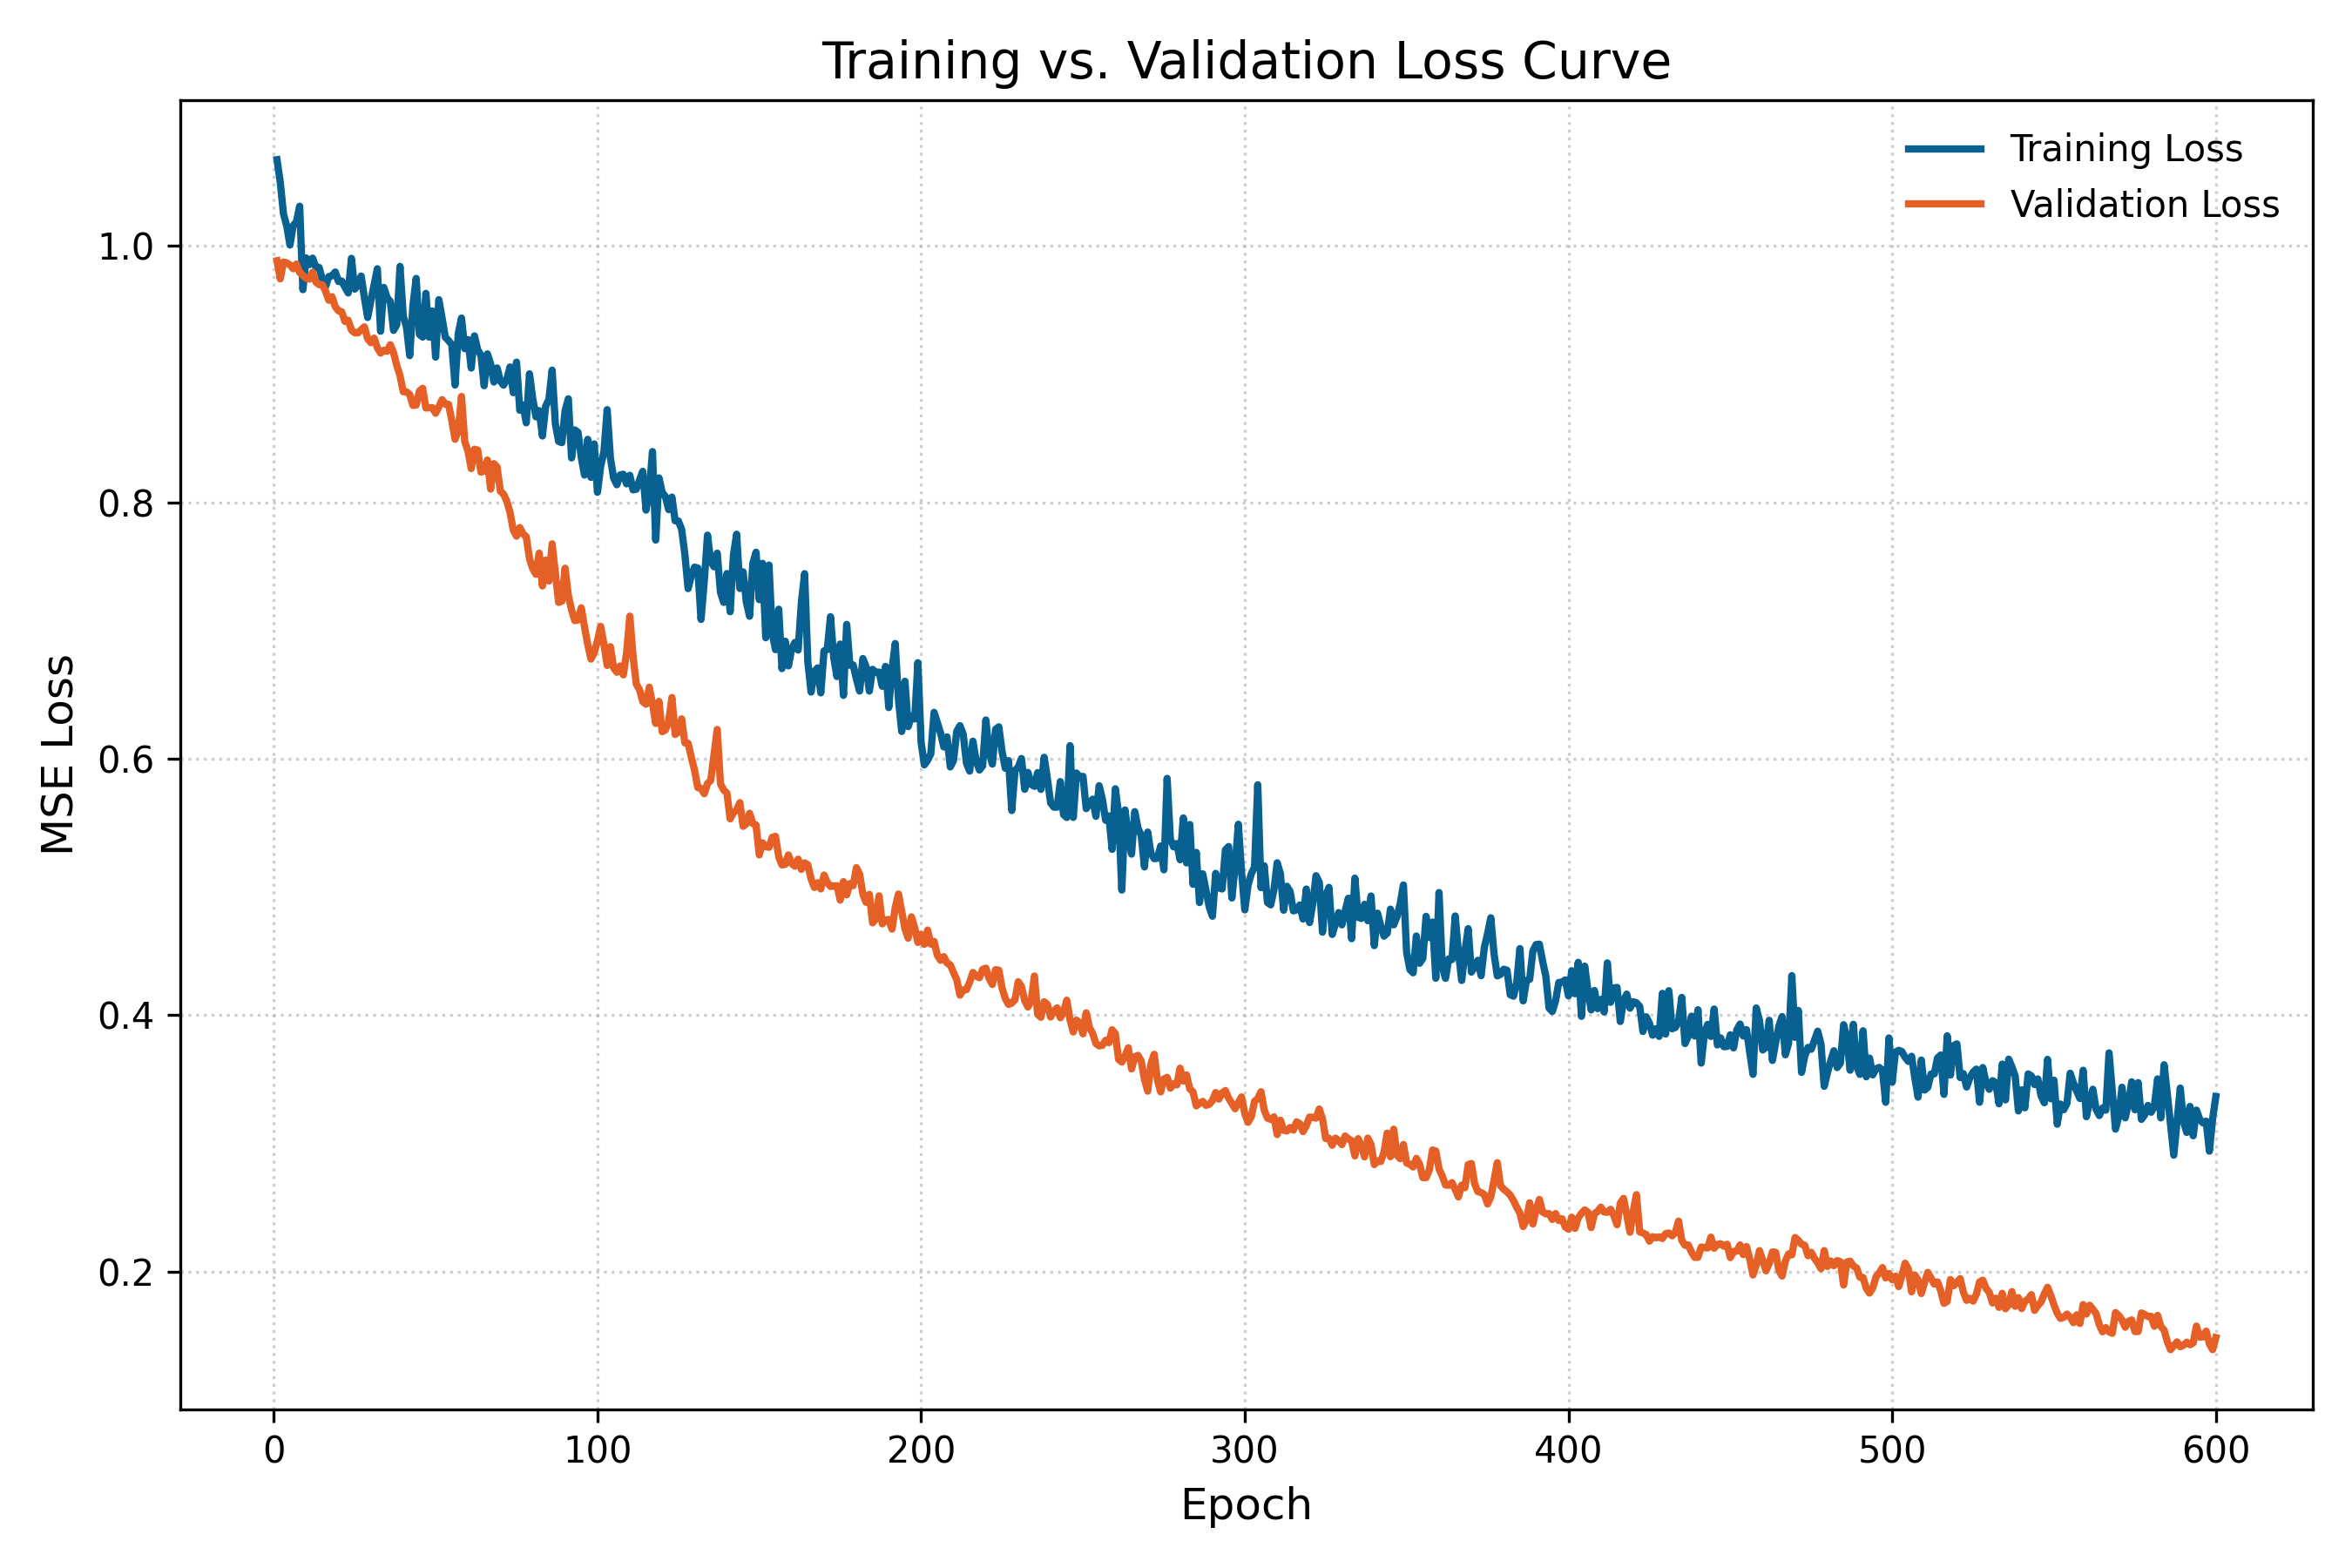 Training vs. Validation Loss Curve
Training Loss
Validation Loss
MSE Loss
1.0
0.8
0.6
0.4
0.2
0 100 200 300 400 500 600
Epoch